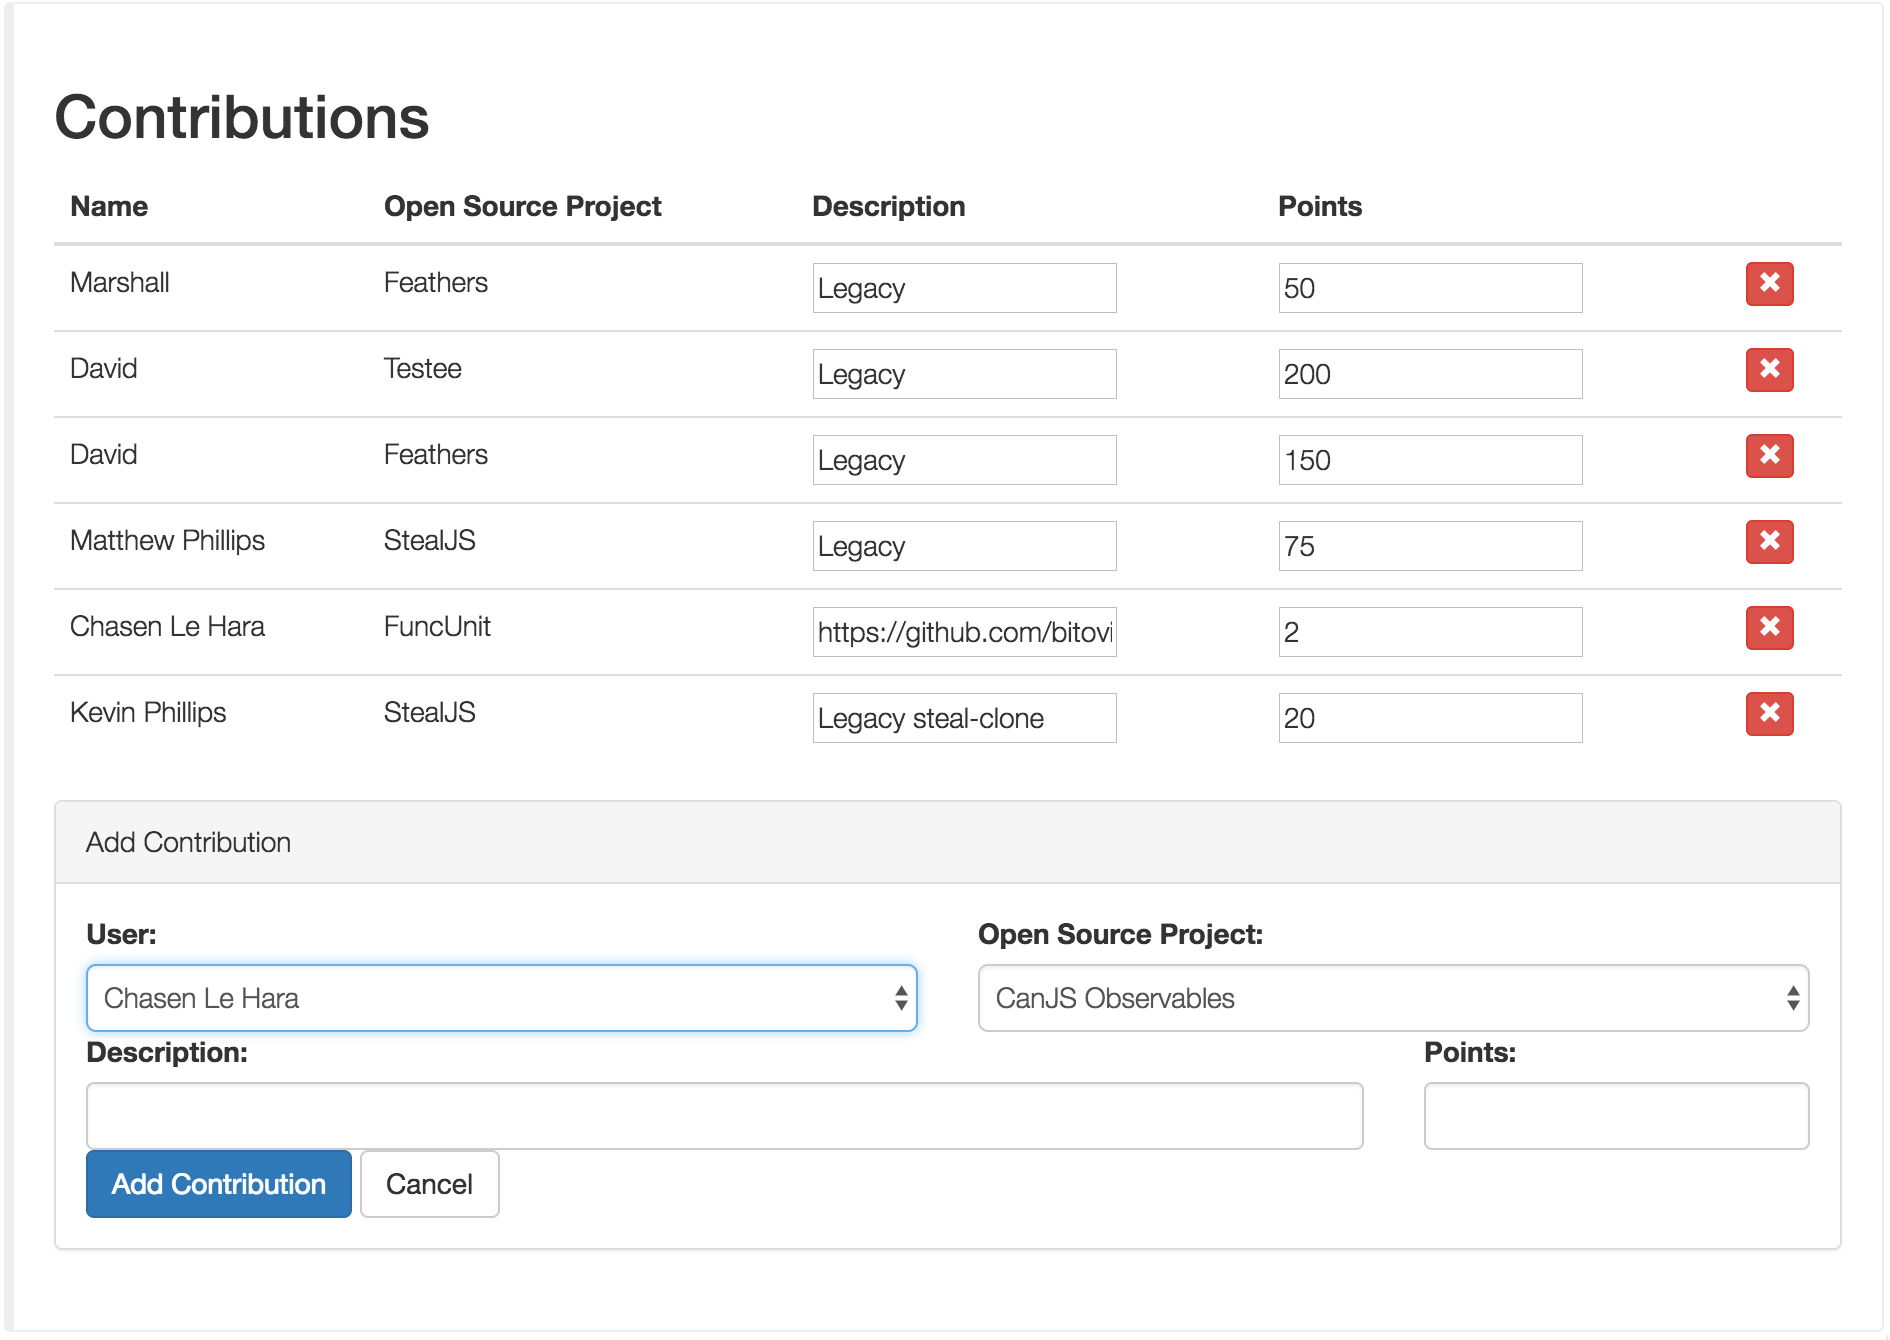 Contributions
Name Open Source Project Description Points
Marshall Feathers Legacy 50
David Testee Legacy 200
David Feathers Legacy 150
Matthew Phillips StealJS Legacy 75
Chasen Le Hara FuncUnit https://github.com/bitovi 2
Kevin Phillips StealJS Legacy steal-clone 20
Add Contribution
User: Open Source Project:
Chasen Le Hara CanJS Observables
Description: Points:
Add Contribution Cancel